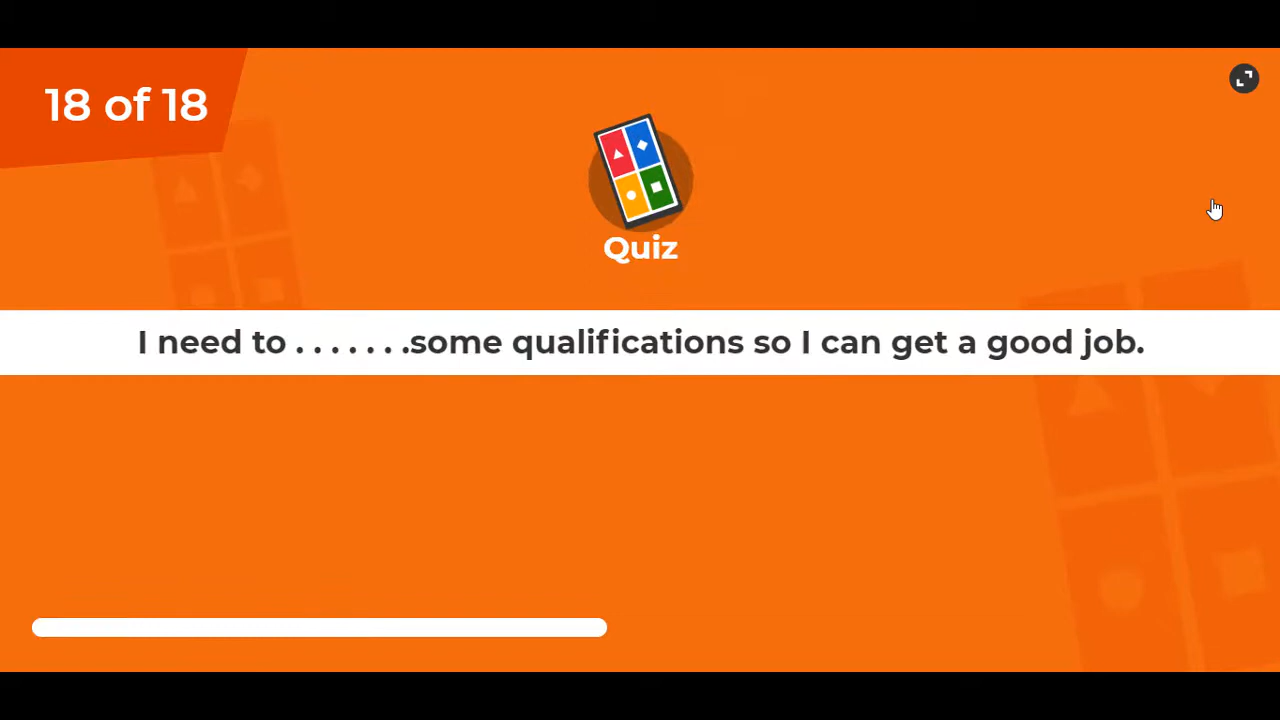 18 of 18
Quiz
I need to . . . . . . .some qualifications so I can get a good job.